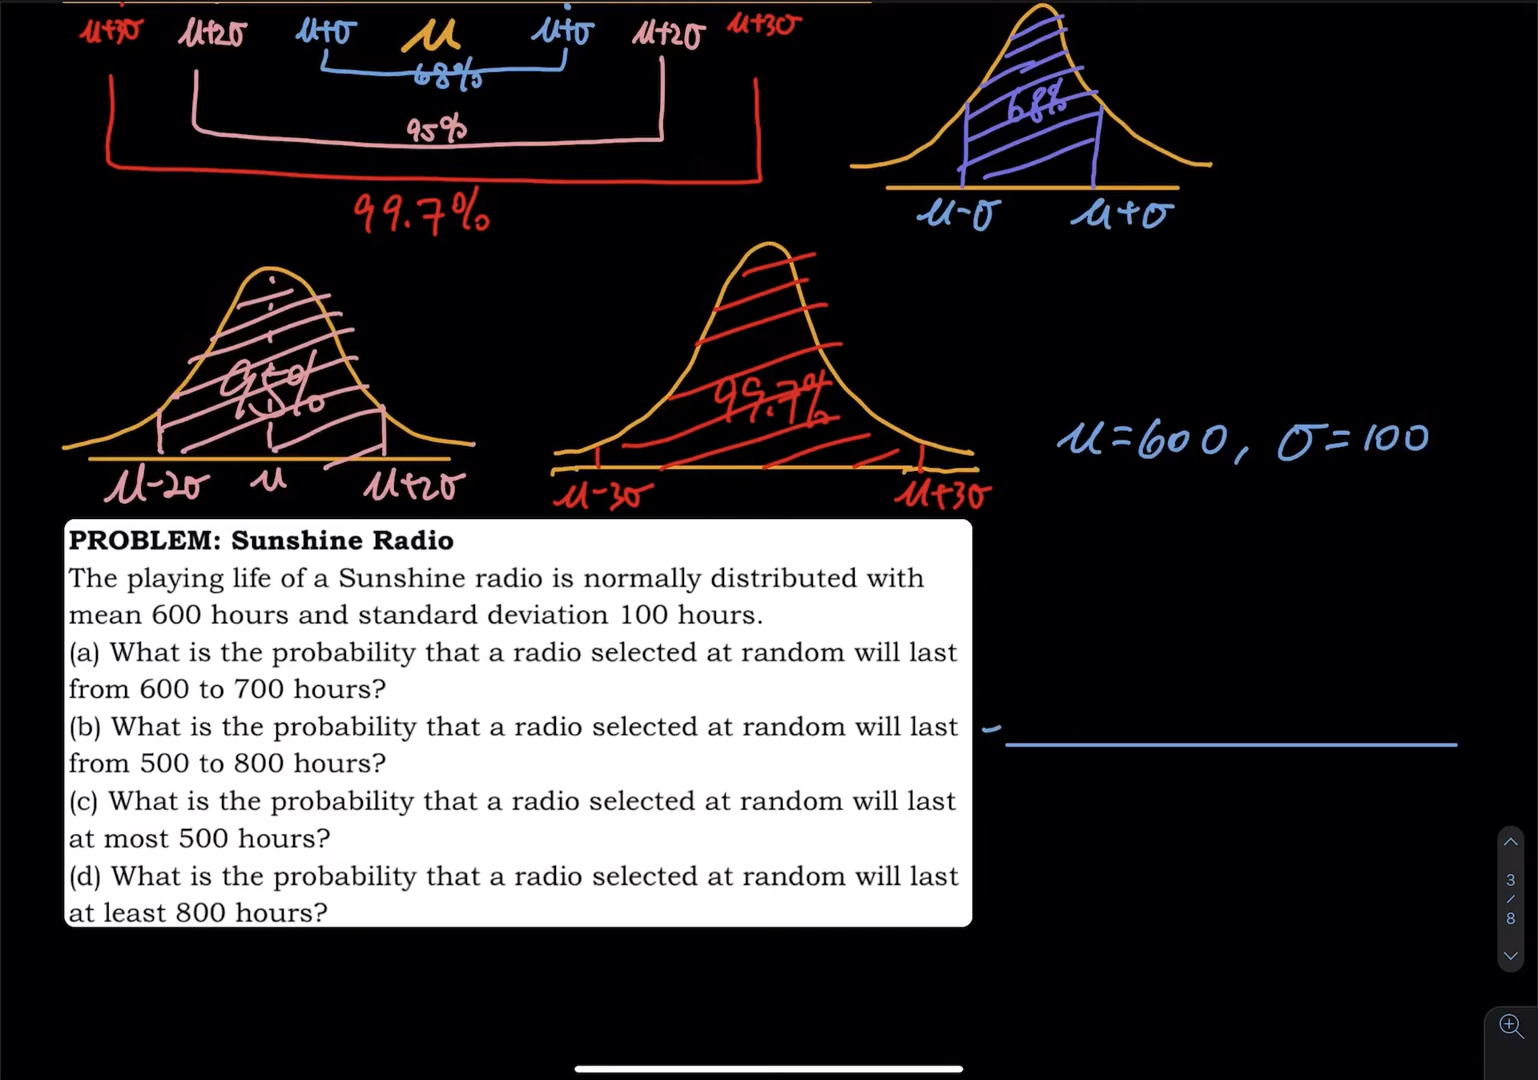 μ+3σ μ+2σ μ+σ μ μ+σ μ+2σ μ+3σ
68%
95%
99.7%
68%
μ-σ μ+σ
95%
μ-2σ μ μ+2σ
99.7%
μ-3σ μ+3σ
μ=600, σ=100
PROBLEM: Sunshine Radio
The playing life of a Sunshine radio is normally distributed with
mean 600 hours and standard deviation 100 hours.
(a) What is the probability that a radio selected at random will last
from 600 to 700 hours?
(b) What is the probability that a radio selected at random will last
from 500 to 800 hours?
(c) What is the probability that a radio selected at random will last
at most 500 hours?
(d) What is the probability that a radio selected at random will last
at least 800 hours?
3
/
8